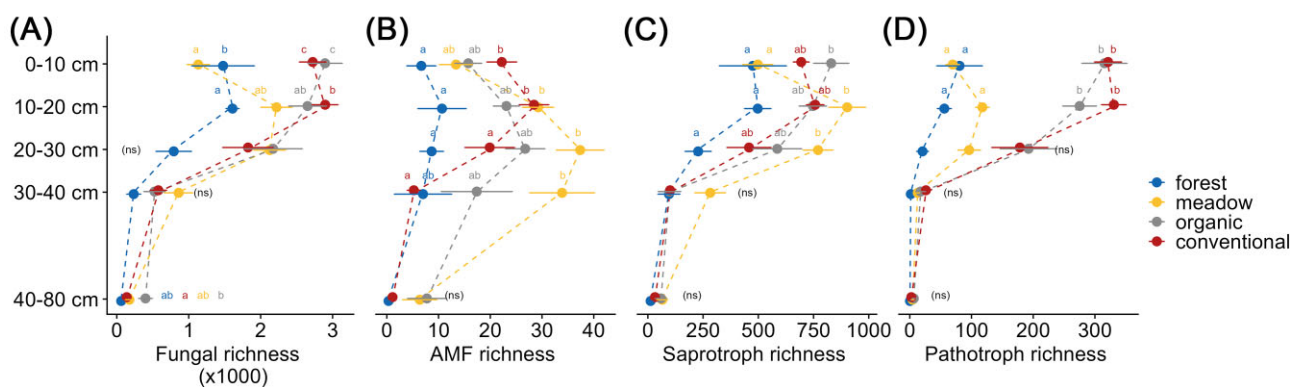 (A) (B) (C) (D)
0-10 cm
10-20 cm
20-30 cm
30-40 cm
40-80 cm
a b c c
a ab b ab
(ns)
(ns)
ab a ab b
0 1 2 3
Fungal richness
(x1000)
a ab ab b
a ab b b
a a ab b
a ab ab b
(ns)
0 10 20 30 40
AMF richness
a a ab b
a ab ab b
a ab ab b
(ns)
(ns)
0 250 500 750 1000
Saprotroph richness
a a b b
a a b b
(ns)
(ns)
(ns)
0 100 200 300
Pathotroph richness
forest
meadow
organic
conventional